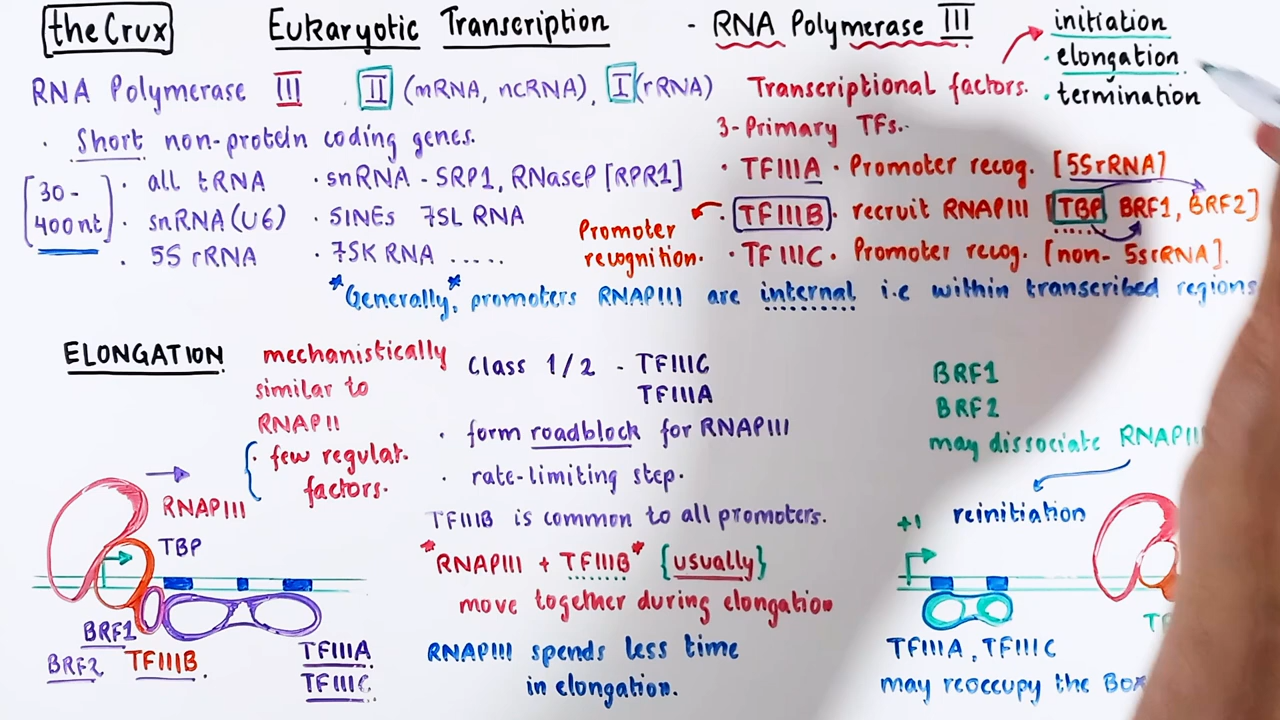 theCrux
Eukaryotic Transcription - RNA Polymerase III
RNA Polymerase III II (mRNA, ncRNA), I (rRNA)
· Short non-protein coding genes.
[30-400nt]
· all tRNA
· snRNA (U6)
· 5S rRNA
· snRNA - SRP1, RNaseP [RPR1]
· SINEs 7SL RNA
· 7SK RNA .....
Transcriptional factors.
initiation
· elongation
· termination
3-Primary TFs.
· TFIIIA · Promoter recog. [5SrRNA]
· TFIIIB · recruit RNAPIII [TBP BRF1, BRF2]
· TFIIIC · Promoter recog. [non- 5srRNA].
Promoter
recognition.
*Generally,* promoters RNAPIII are internal i.e within transcribed regions
ELONGATION
mechanistically
similar to
RNAPII
· few regulat.
factors.
RNAPIII
TBP
BRF1
BRF2 TFIIIB.
TFIIIA
TFIIIC
Class 1/2 - TFIIIC
TFIIIA
· form roadblock for RNAPIII
· rate-limiting step.
TFIIIB is common to all promoters.
*RNAPIII + TFIIIB* {usually}
move together during elongation
RNAPIII spends less time
in elongation.
BRF1
BRF2
may dissociate RNAPIII
reinitiation
+1
TFIIIA, TFIIIC
may reoccupy the